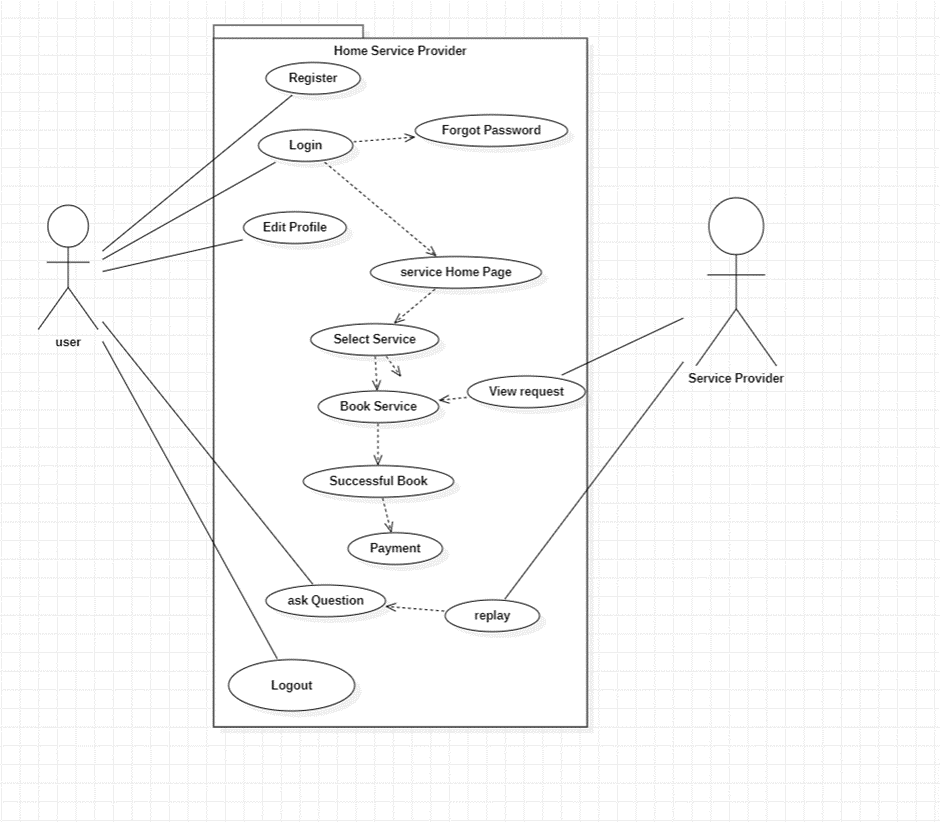 Home Service Provider
Register
Forgot Password
Login
Edit Profile
service Home Page
user
Select Service
Service Provider
View request
Book Service
Successful Book
Payment
ask Question
replay
Logout